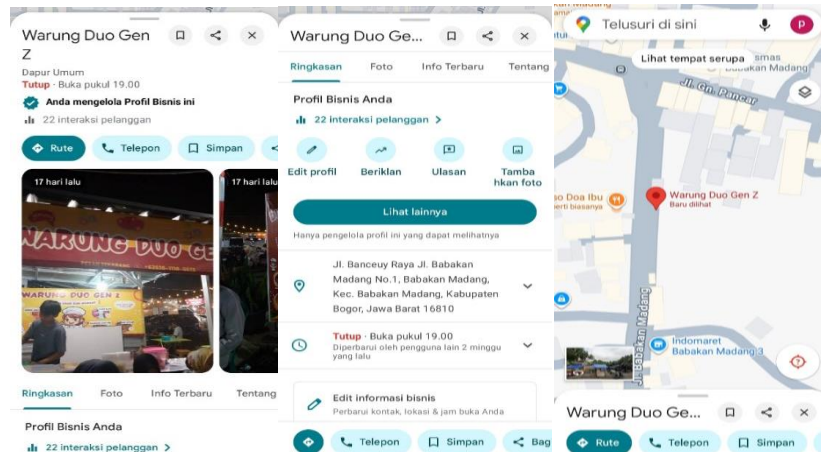 Warung Duo Gen
Z
Dapur Umum
Tutup · Buka pukul 19.00
Anda mengelola Profil Bisnis ini
22 interaksi pelanggan
Rute
Telepon
Simpan
17 hari lalu
17 hari lalu
WARUNG DUO GE
WARUNG DUO GEN Z
Ringkasan
Foto
Info Terbaru
Tentang
Profil Bisnis Anda
22 interaksi pelanggan >
Warung Duo Ge...
Ringkasan
Foto
Info Terbaru
Tentang
Profil Bisnis Anda
22 interaksi pelanggan >
Edit profil
Beriklan
Ulasan
Tamba
hkan foto
Lihat lainnya
Hanya pengelola profil ini yang dapat melihatnya
Jl. Banceuy Raya Jl. Babakan
Madang No.1, Babakan Madang,
Kec. Babakan Madang, Kabupaten
Bogor, Jawa Barat 16810
Tutup · Buka pukul 19.00
Diperbarui oleh pengguna lain 2 minggu
yang lalu
Edit informasi bisnis
Perbarui kontak, lokasi & jam buka Anda
Telepon
Simpan
Bag
Telusuri di sini
P
Lihat tempat serupa
smas
Babakan Madang
Jl. Gn. Pancar
so Doa Ibu
erti biasanya
Warung Duo Gen Z
Baru dilihat
Jl. Babakan Madang
Indomaret
Babakan Madang 3
Warung Duo Ge...
Rute
Telepon
Simpan